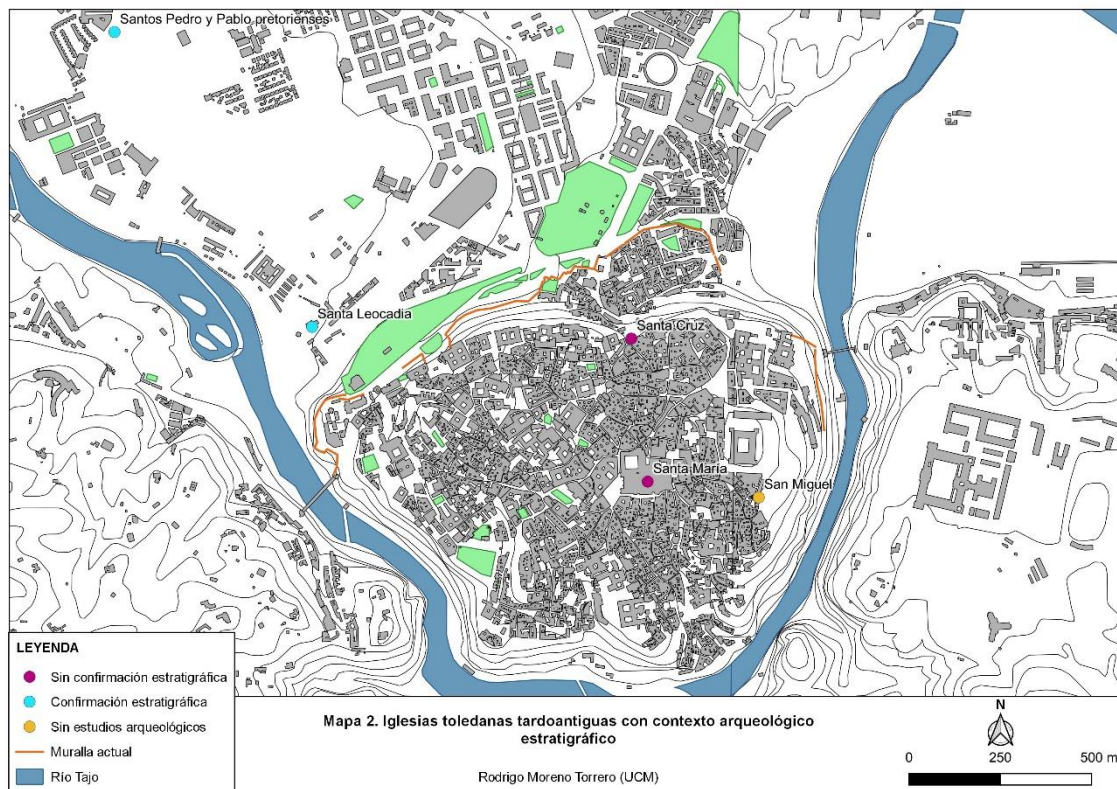 Santos Pedro y Pablo pretorienses
Santa Leocadia
Santa Cruz
Santa María
San Miguel
LEYENDA
Sin confirmación estratigráfica
Confirmación estratigráfica
Sin estudios arqueológicos
Muralla actual
Río Tajo
Mapa 2. Iglesias toledanas tardoantiguas con contexto arqueológico
estratigráfico
Rodrigo Moreno Torrero (UCM)
N
0 250 500 m